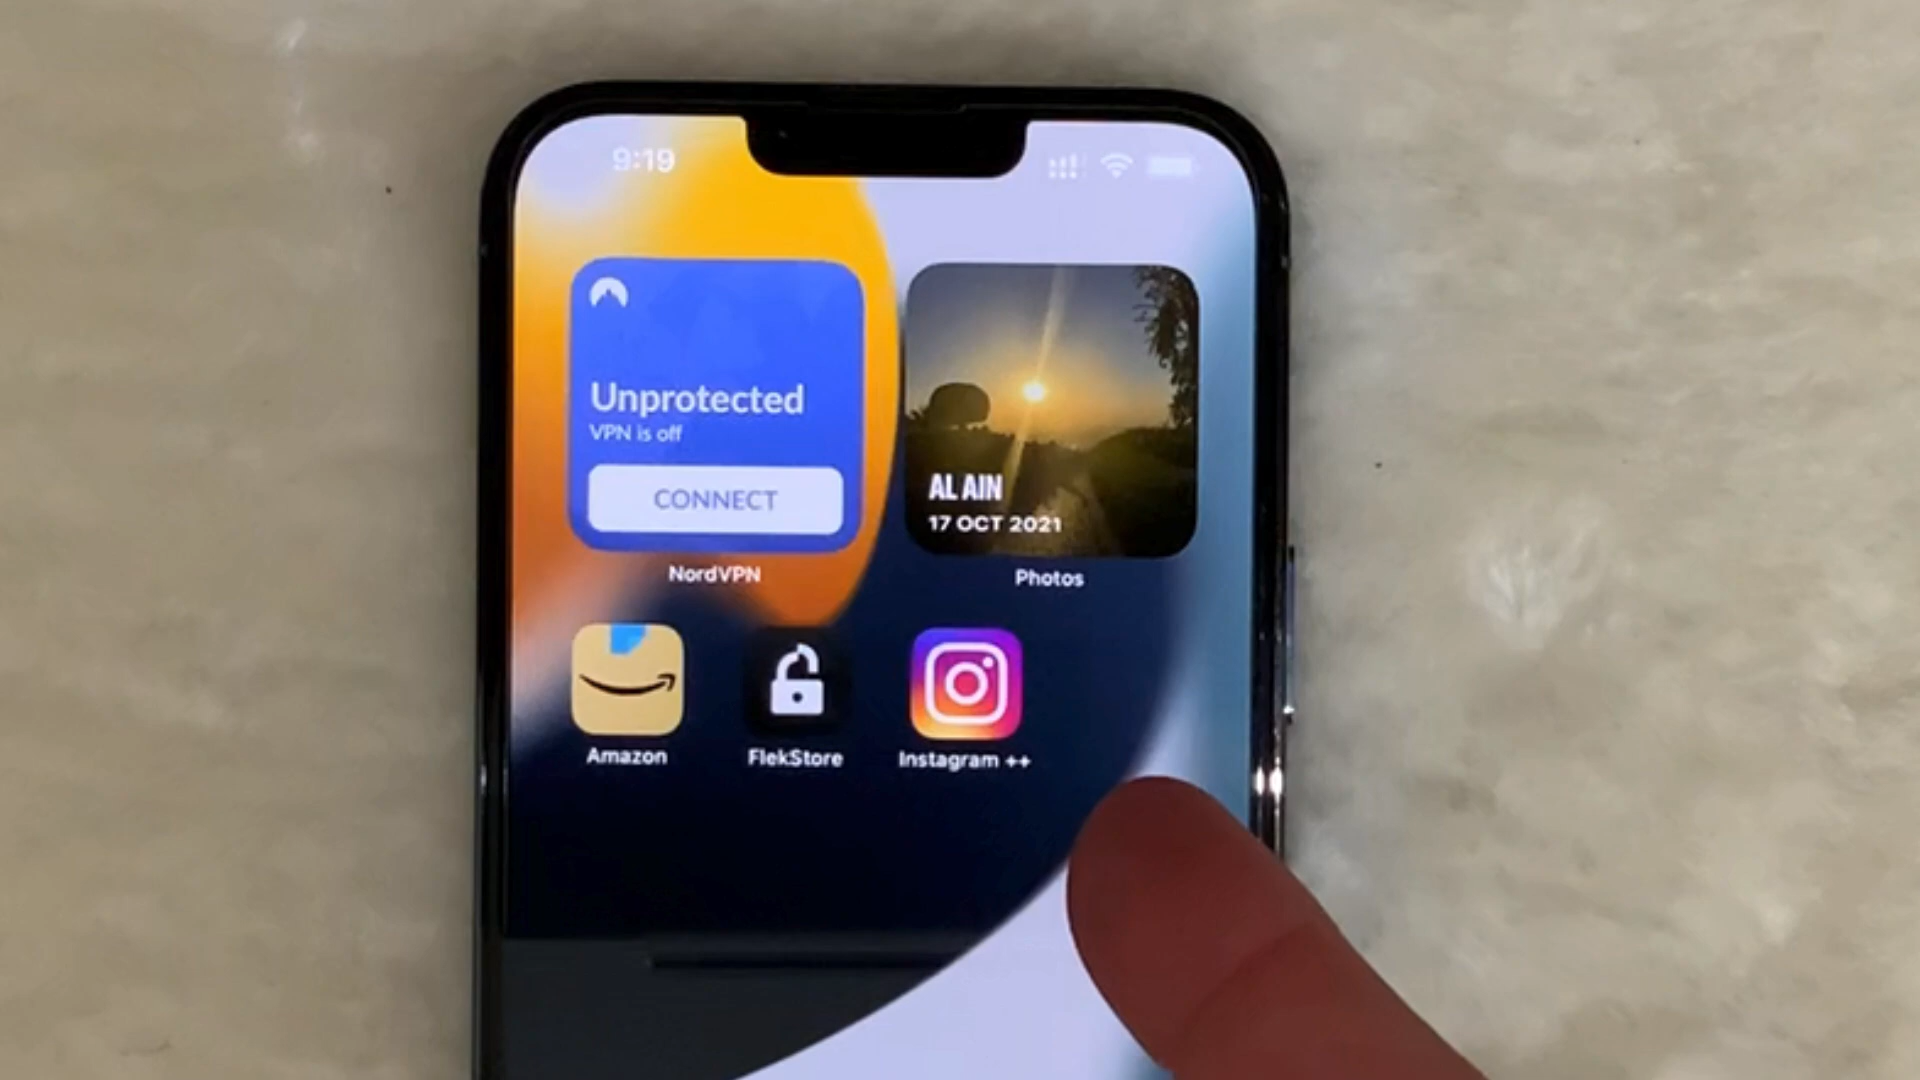 9:19
Unprotected
VPN is off
CONNECT
NordVPN
AL AIN
17 OCT 2021
Photos
Amazon
FlekStore
Instagram ++